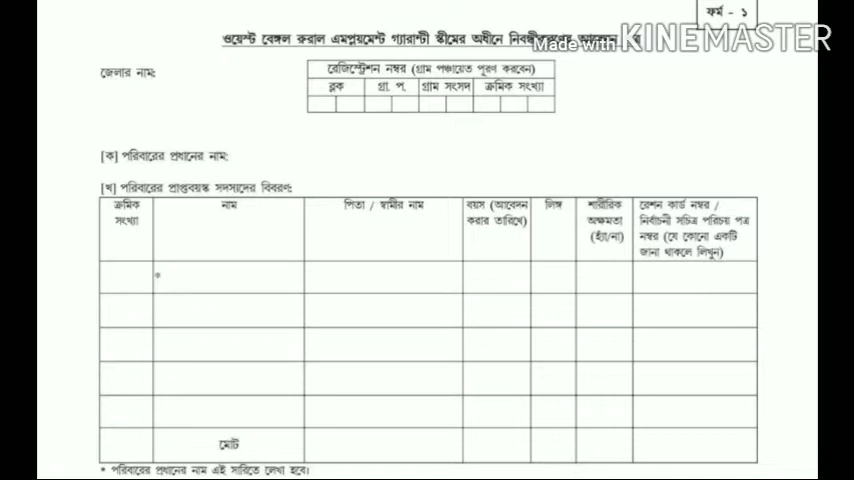 ফর্ম - ১
ওয়েস্ট বেঙ্গল রুরাল এমপ্লয়মেন্ট গ্যারান্টী স্কীমের অধীনে নিবন্ধীকরণের আবেদন
Made with KINEMASTER
জেলার নাম:
রেজিস্ট্রেশন নম্বর (গ্রাম পঞ্চায়েত পূরণ করবেন)
ব্লক গ্রা. প. গ্রাম সংসদ ক্রমিক সংখ্যা
[ক] পরিবারের প্রধানের নাম:
[খ] পরিবারের প্রাপ্তবয়স্ক সদস্যদের বিবরণ:
ক্রমিক সংখ্যা
নাম
পিতা / স্বামীর নাম
বয়স (আবেদন
করার তারিখে)
লিঙ্গ
শারীরিক
অক্ষমতা
(হ্যাঁ/না)
রেশন কার্ড নম্বর /
নির্বাচনী সচিত্র পরিচয় পত্র
নম্বর (যে কোনো একটি
জানা থাকলে লিখুন)
*
মোট
* পরিবারের প্রধানের নাম এই সারিতে লেখা হবে।